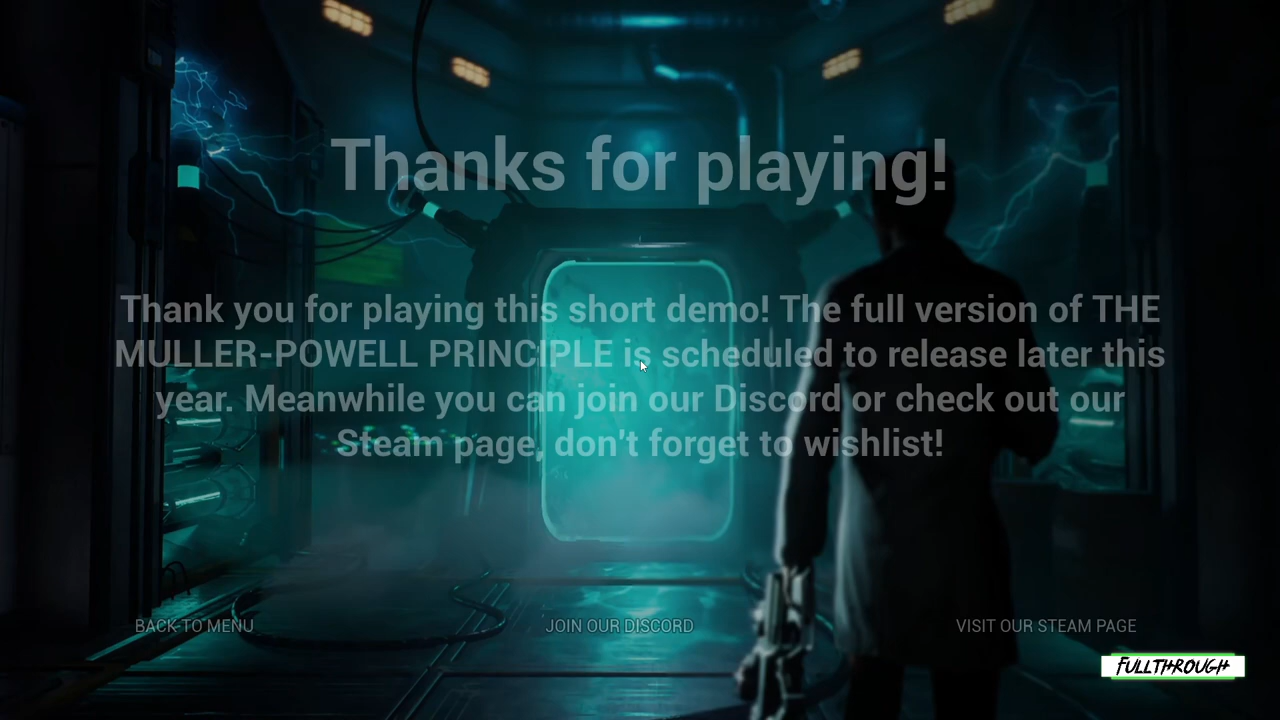 Thanks for playing!
Thank you for playing this short demo! The full version of THE
MULLER-POWELL PRINCIPLE is scheduled to release later this
year. Meanwhile you can join our Discord or check out our
Steam page, don't forget to wishlist!
BACK TO MENU
JOIN OUR DISCORD
VISIT OUR STEAM PAGE
FULLTHROUGH